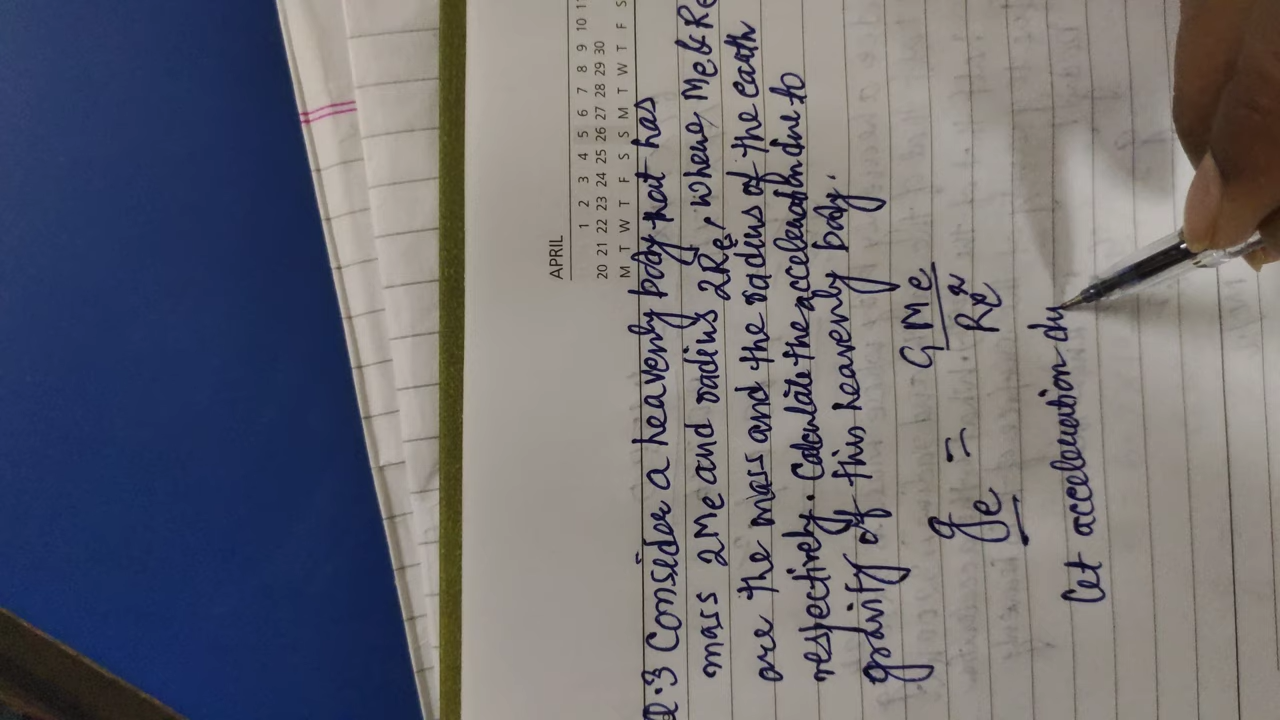 APRIL
1 2 3 4 5 6 7 8 9 10 11
20 21 22 23 24 25 26 27 28 29 30
M T W T F S S M T W T F S
Q.3 Consider a heavenly body that has
mass 2Me and radius 2Re, where, Me & Re
are the mass and the radius of the earth
respectively. Calculate the acceleration due to
gravity of this heavenly body.
ge = GMe / Re²
Let acceleration du